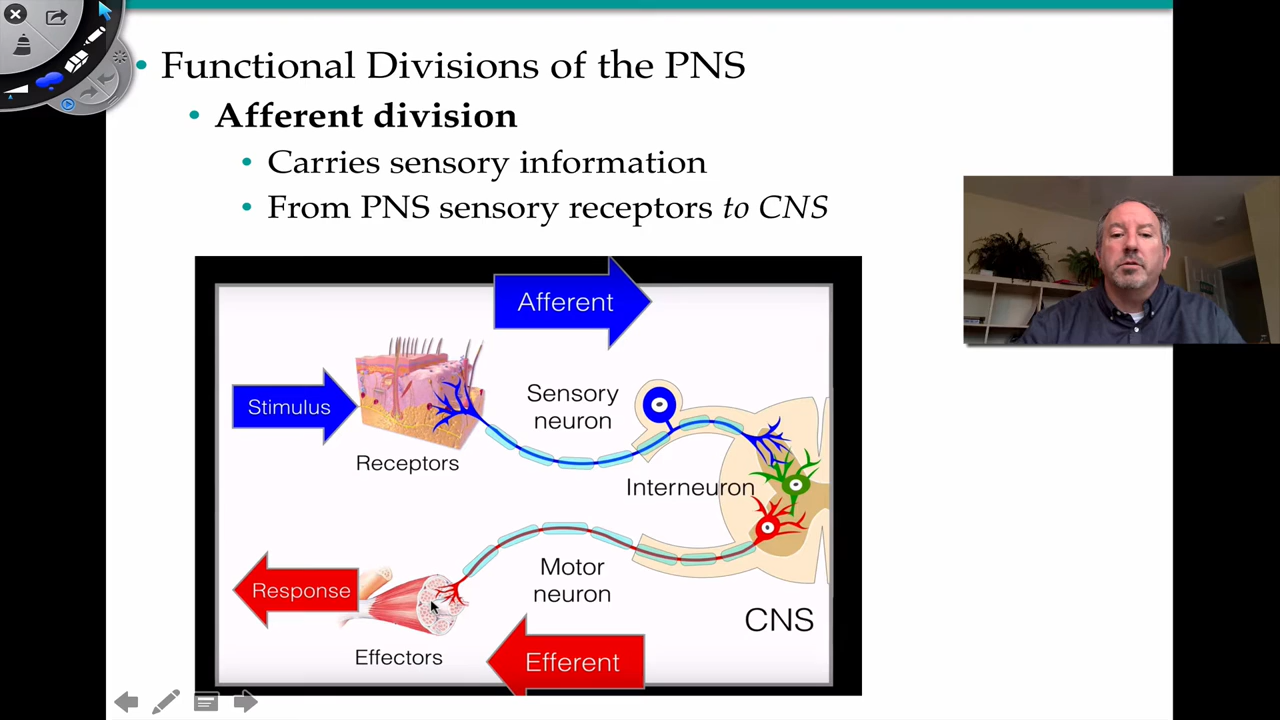 Functional Divisions of the PNS
Afferent division
Carries sensory information
From PNS sensory receptors to CNS
Afferent
Stimulus
Sensory
neuron
Receptors
Interneuron
Response
Motor
neuron
CNS
Effectors
Efferent